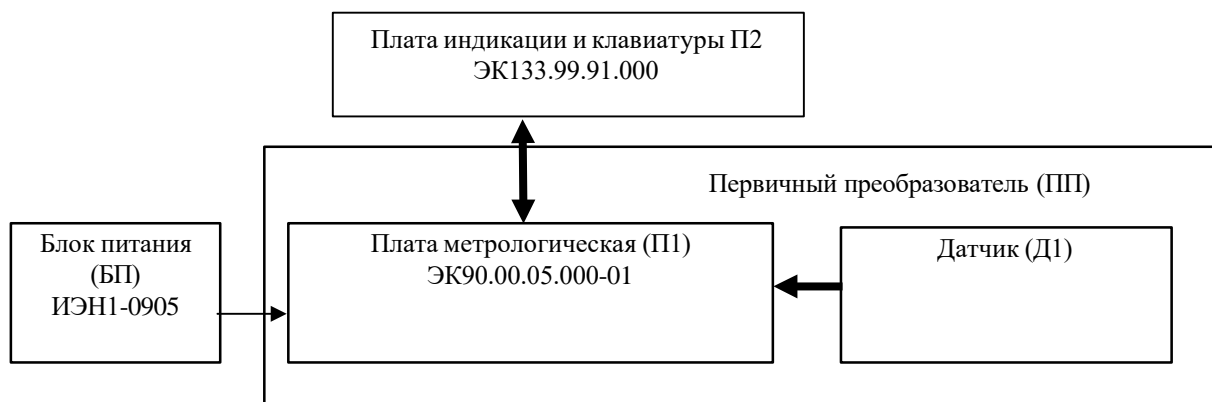 Плата индикации и клавиатуры П2
ЭК133.99.91.000
Первичный преобразователь (ПП)
Блок питания
(БП)
ИЭН1-0905
Плата метрологическая (П1)
ЭК90.00.05.000-01
Датчик (Д1)